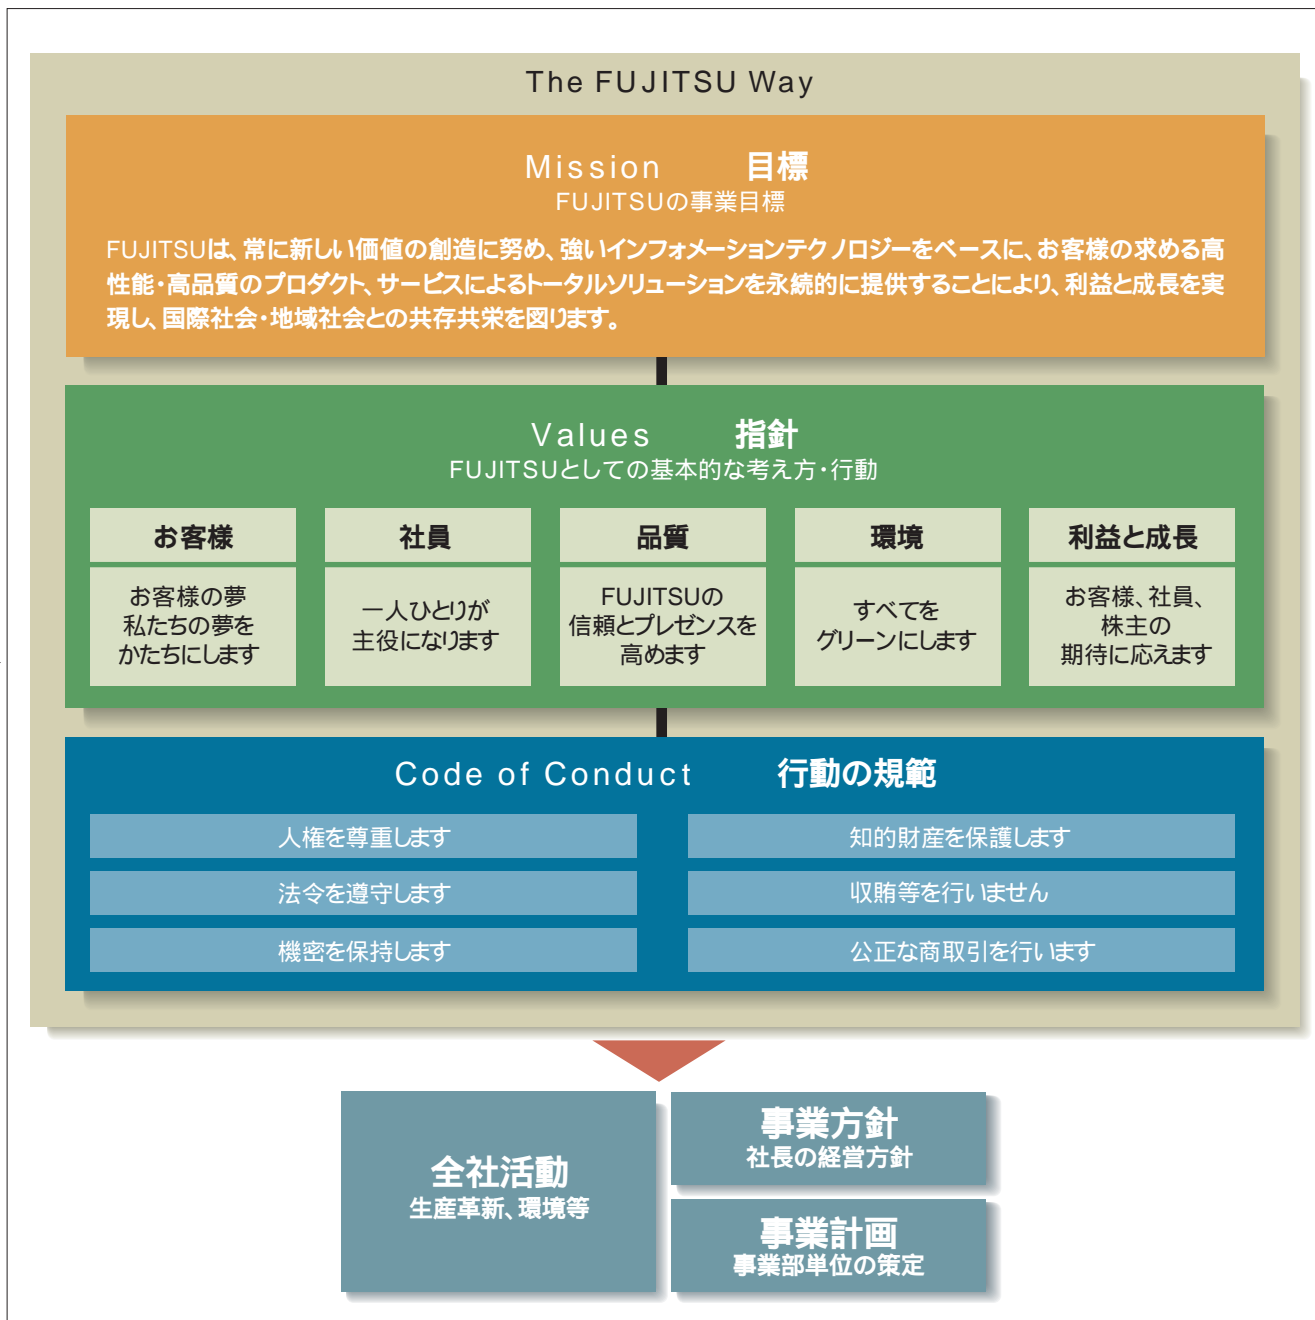 The FUJITSU Way
Mission 目標
FUJITSUの事業目標
FUJITSUは、常に新しい価値の創造に努め、強いインフォメーションテクノロジーをベースに、お客様の求める高
性能・高品質のプロダクト、サービスによるトータルソリューションを永続的に提供することにより、利益と成長を実
現し、国際社会・地域社会との共存共栄を図ります。
Values 指針
FUJITSUとしての基本的な考え方・行動
お客様
お客様の夢
私たちの夢を
かたちにします
社員
一人ひとりが
主役になります
品質
FUJITSUの
信頼とプレゼンスを
高めます
環境
すべてを
グリーンにします
利益と成長
お客様、社員、
株主の
期待に応えます
Code of Conduct 行動の規範
人権を尊重します
法令を遵守します
機密を保持します
知的財産を保護します
収賄等を行いません
公正な商取引を行います
全社活動
生産革新、環境等
事業方針
社長の経営方針
事業計画
事業部単位の策定